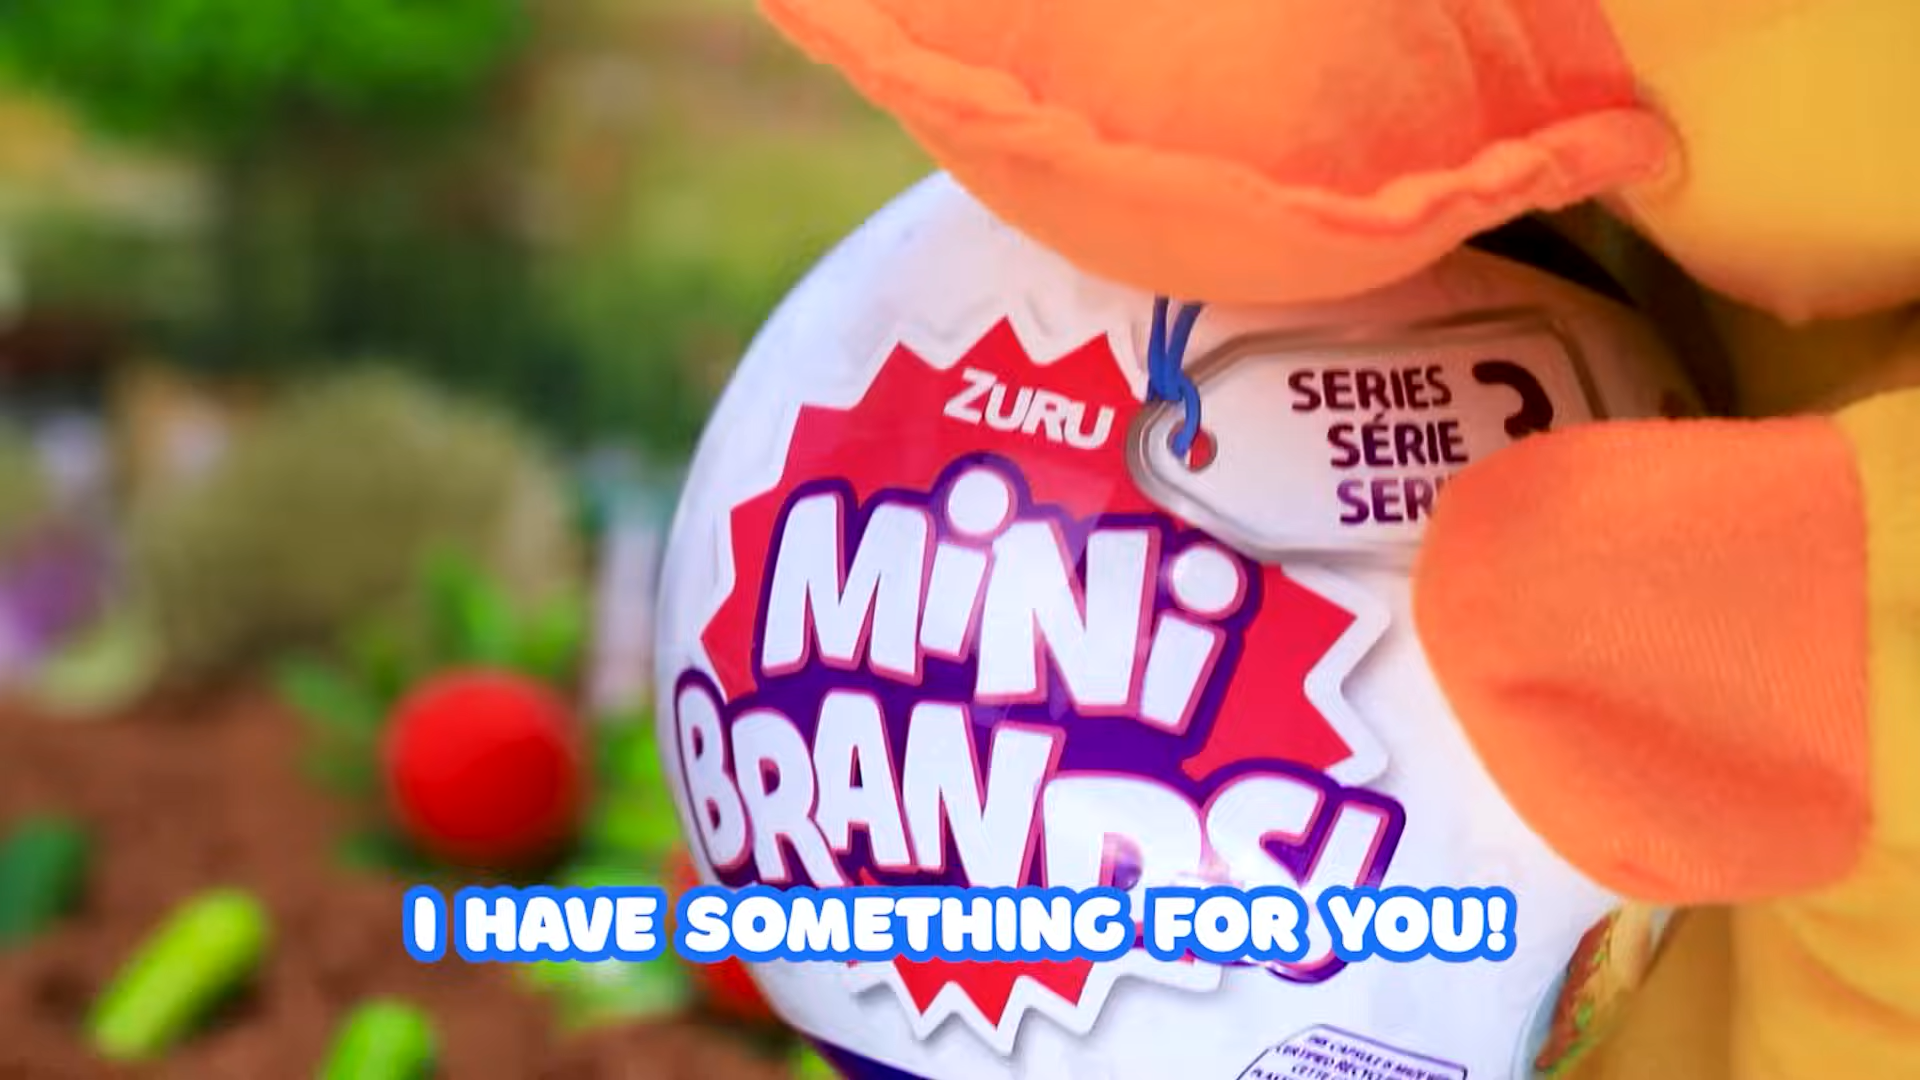 ZURU
MiNi
BRANDS!
SERIES
SÉRIE
I HAVE SOMETHING FOR YOU!